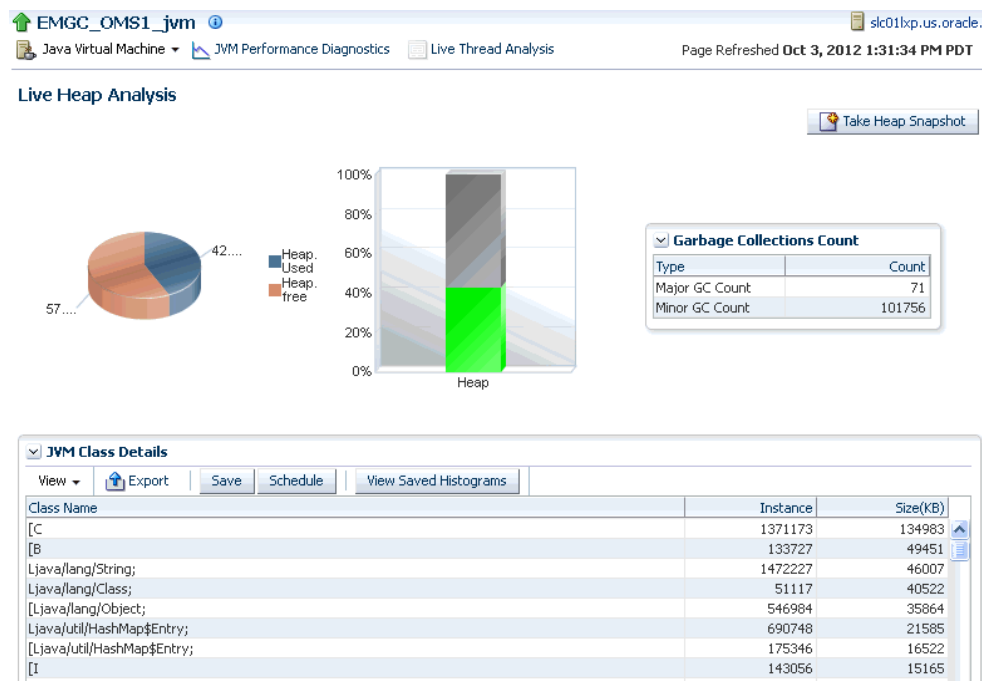 EMGC_OMS1_jvm
slc01lxp.us.oracle.
Java Virtual Machine JVM Performance Diagnostics Live Thread Analysis Page Refreshed Oct 3, 2012 1:31:34 PM PDT
Live Heap Analysis
Take Heap Snapshot
42....
57....
Heap.
Used
Heap.
free
100%
80%
60%
40%
20%
0%
Heap
Garbage Collections Count
Type Count
Major GC Count 71
Minor GC Count 101756
JVM Class Details
View Export Save Schedule View Saved Histograms
Class Name Instance Size(KB)
[C 1371173 134983
[B 133727 49451
Ljava/lang/String; 1472227 46007
Ljava/lang/Class; 51117 40522
[Ljava/lang/Object; 546984 35864
Ljava/util/HashMap$Entry; 690748 21585
[Ljava/util/HashMap$Entry; 175346 16522
[I 143056 15165